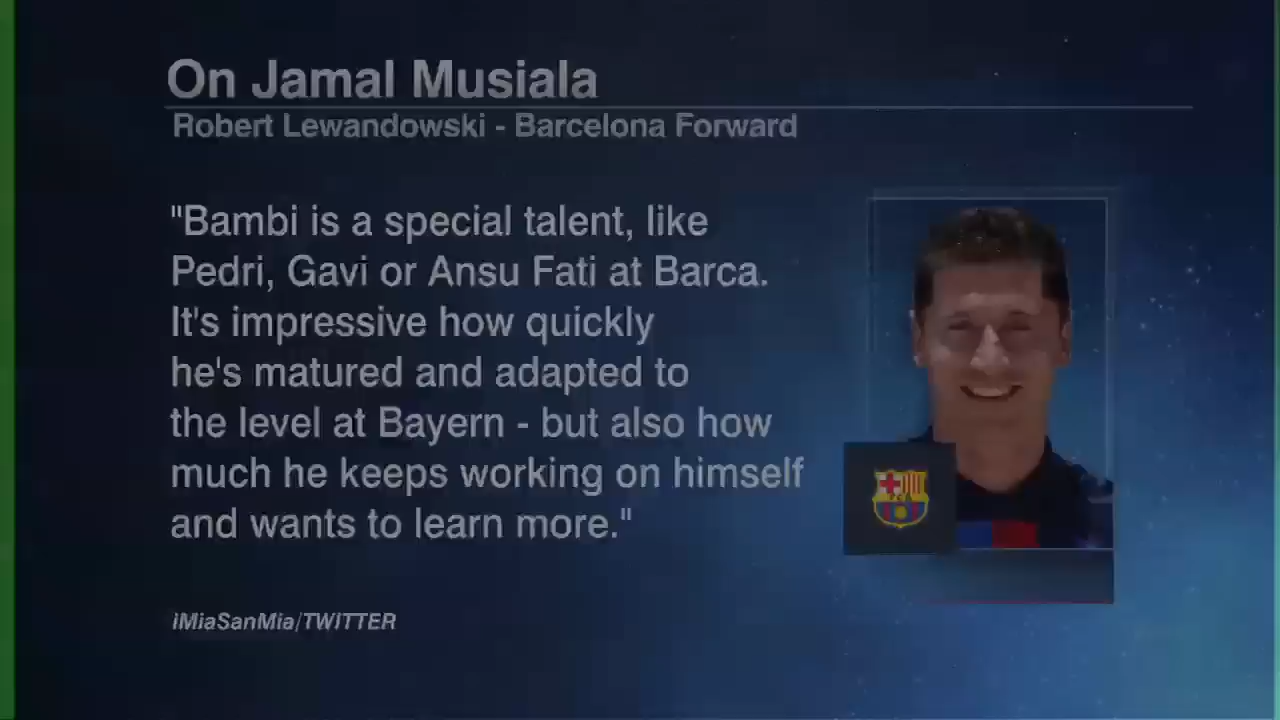 On Jamal Musiala
Robert Lewandowski - Barcelona Forward
"Bambi is a special talent, like
Pedri, Gavi or Ansu Fati at Barca.
It's impressive how quickly
he's matured and adapted to
the level at Bayern - but also how
much he keeps working on himself
and wants to learn more."
iMiaSanMia/TWITTER